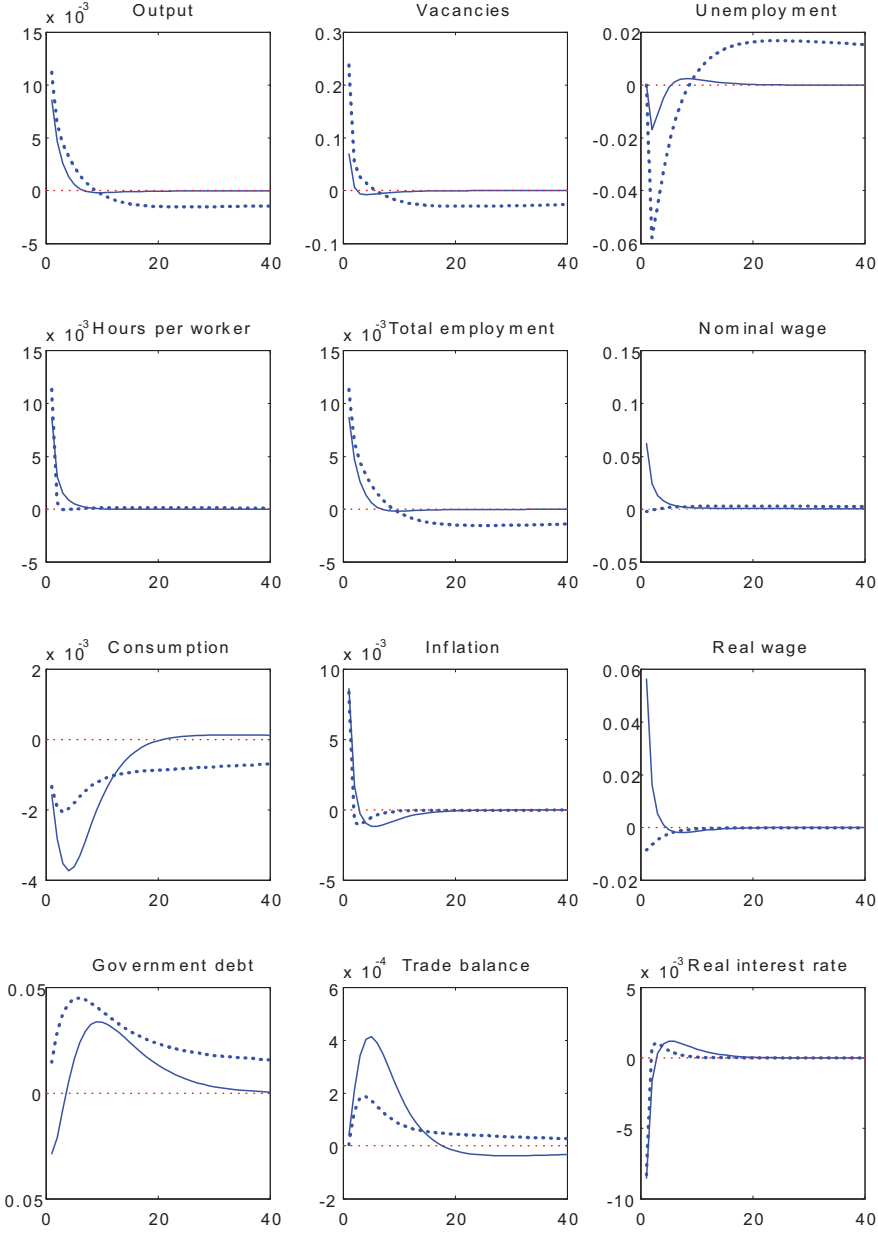 x 10-3 Output Vacancies Unemployment
15 0.3 0.02
10 0.2 0
5 0.1 -0.02
0 0 -0.04
-5 -0.1 -0.06
0 20 40 0 20 40 0 20 40
x 10-3 Hours per worker x 10-3 Total employment Nominal wage
15 15 0.15
10 10 0.1
5 5 0.05
0 0 0
-5 -5 -0.05
0 20 40 0 20 40 0 20 40
x 10-3 Consumption x 10-3 Inflation Real wage
2 10 0.06
0 5 0.04
-2 0 0.02
-4 -5 0
-0.02
0 20 40 0 20 40 0 20 40
Government debt x 10-4 Trade balance x 10-3 Real interest rate
0.05 6 5
0 4 0
0.05 2 -5
0 -10
-2
0 20 40 0 20 40 0 20 40